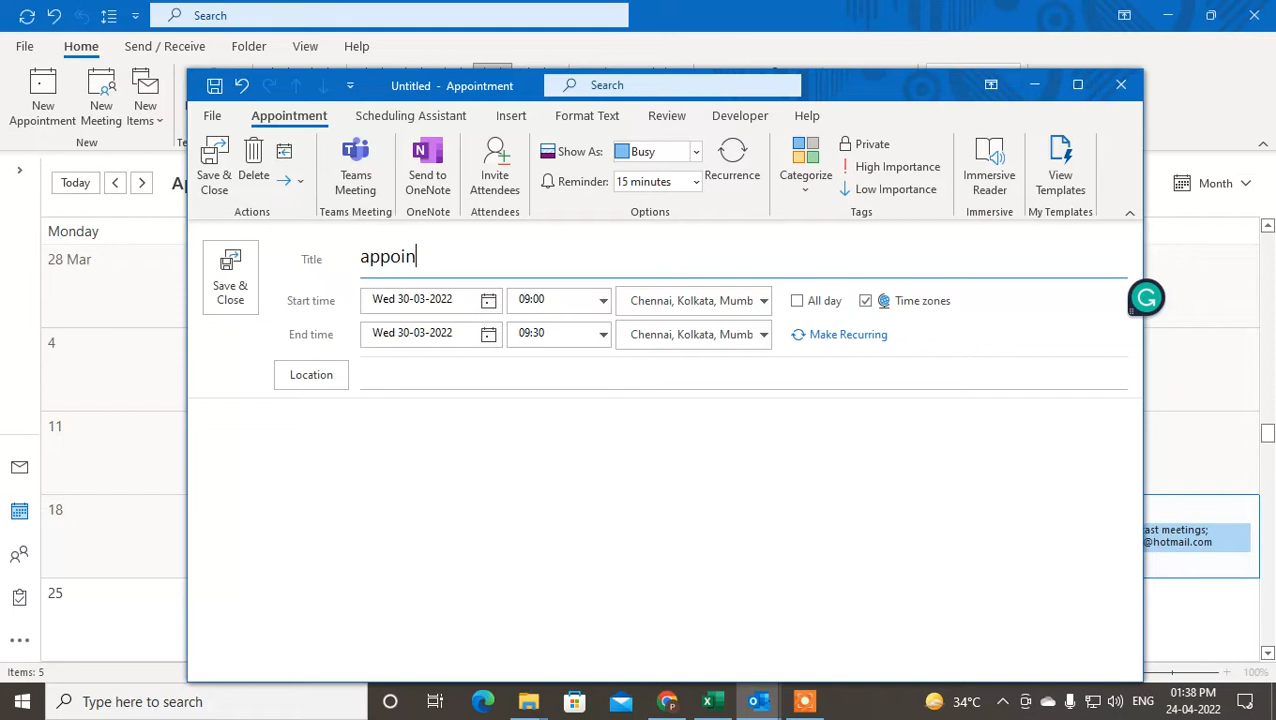 Search
File Home Send / Receive Folder View Help
New Appointment
New Meeting
New Items
New
Today
Month
Monday
28 Mar
4
11
18
25
ast meetings;
@hotmail.com
Items: 5
100%
Untitled - Appointment
Search
File Appointment Scheduling Assistant Insert Format Text Review Developer Help
Save & Close
Delete
Actions
Teams Meeting
Teams Meeting
Send to OneNote
OneNote
Invite Attendees
Attendees
Show As: Busy
Reminder: 15 minutes
Recurrence
Options
Categorize
Private
High Importance
Low Importance
Tags
Immersive Reader
Immersive
View Templates
My Templates
Save & Close
Title appoin
Start time Wed 30-03-2022 09:00 Chennai, Kolkata, Mumb All day Time zones
End time Wed 30-03-2022 09:30 Chennai, Kolkata, Mumb Make Recurring
Location
Type here to search
34°C
ENG
01:38 PM
24-04-2022